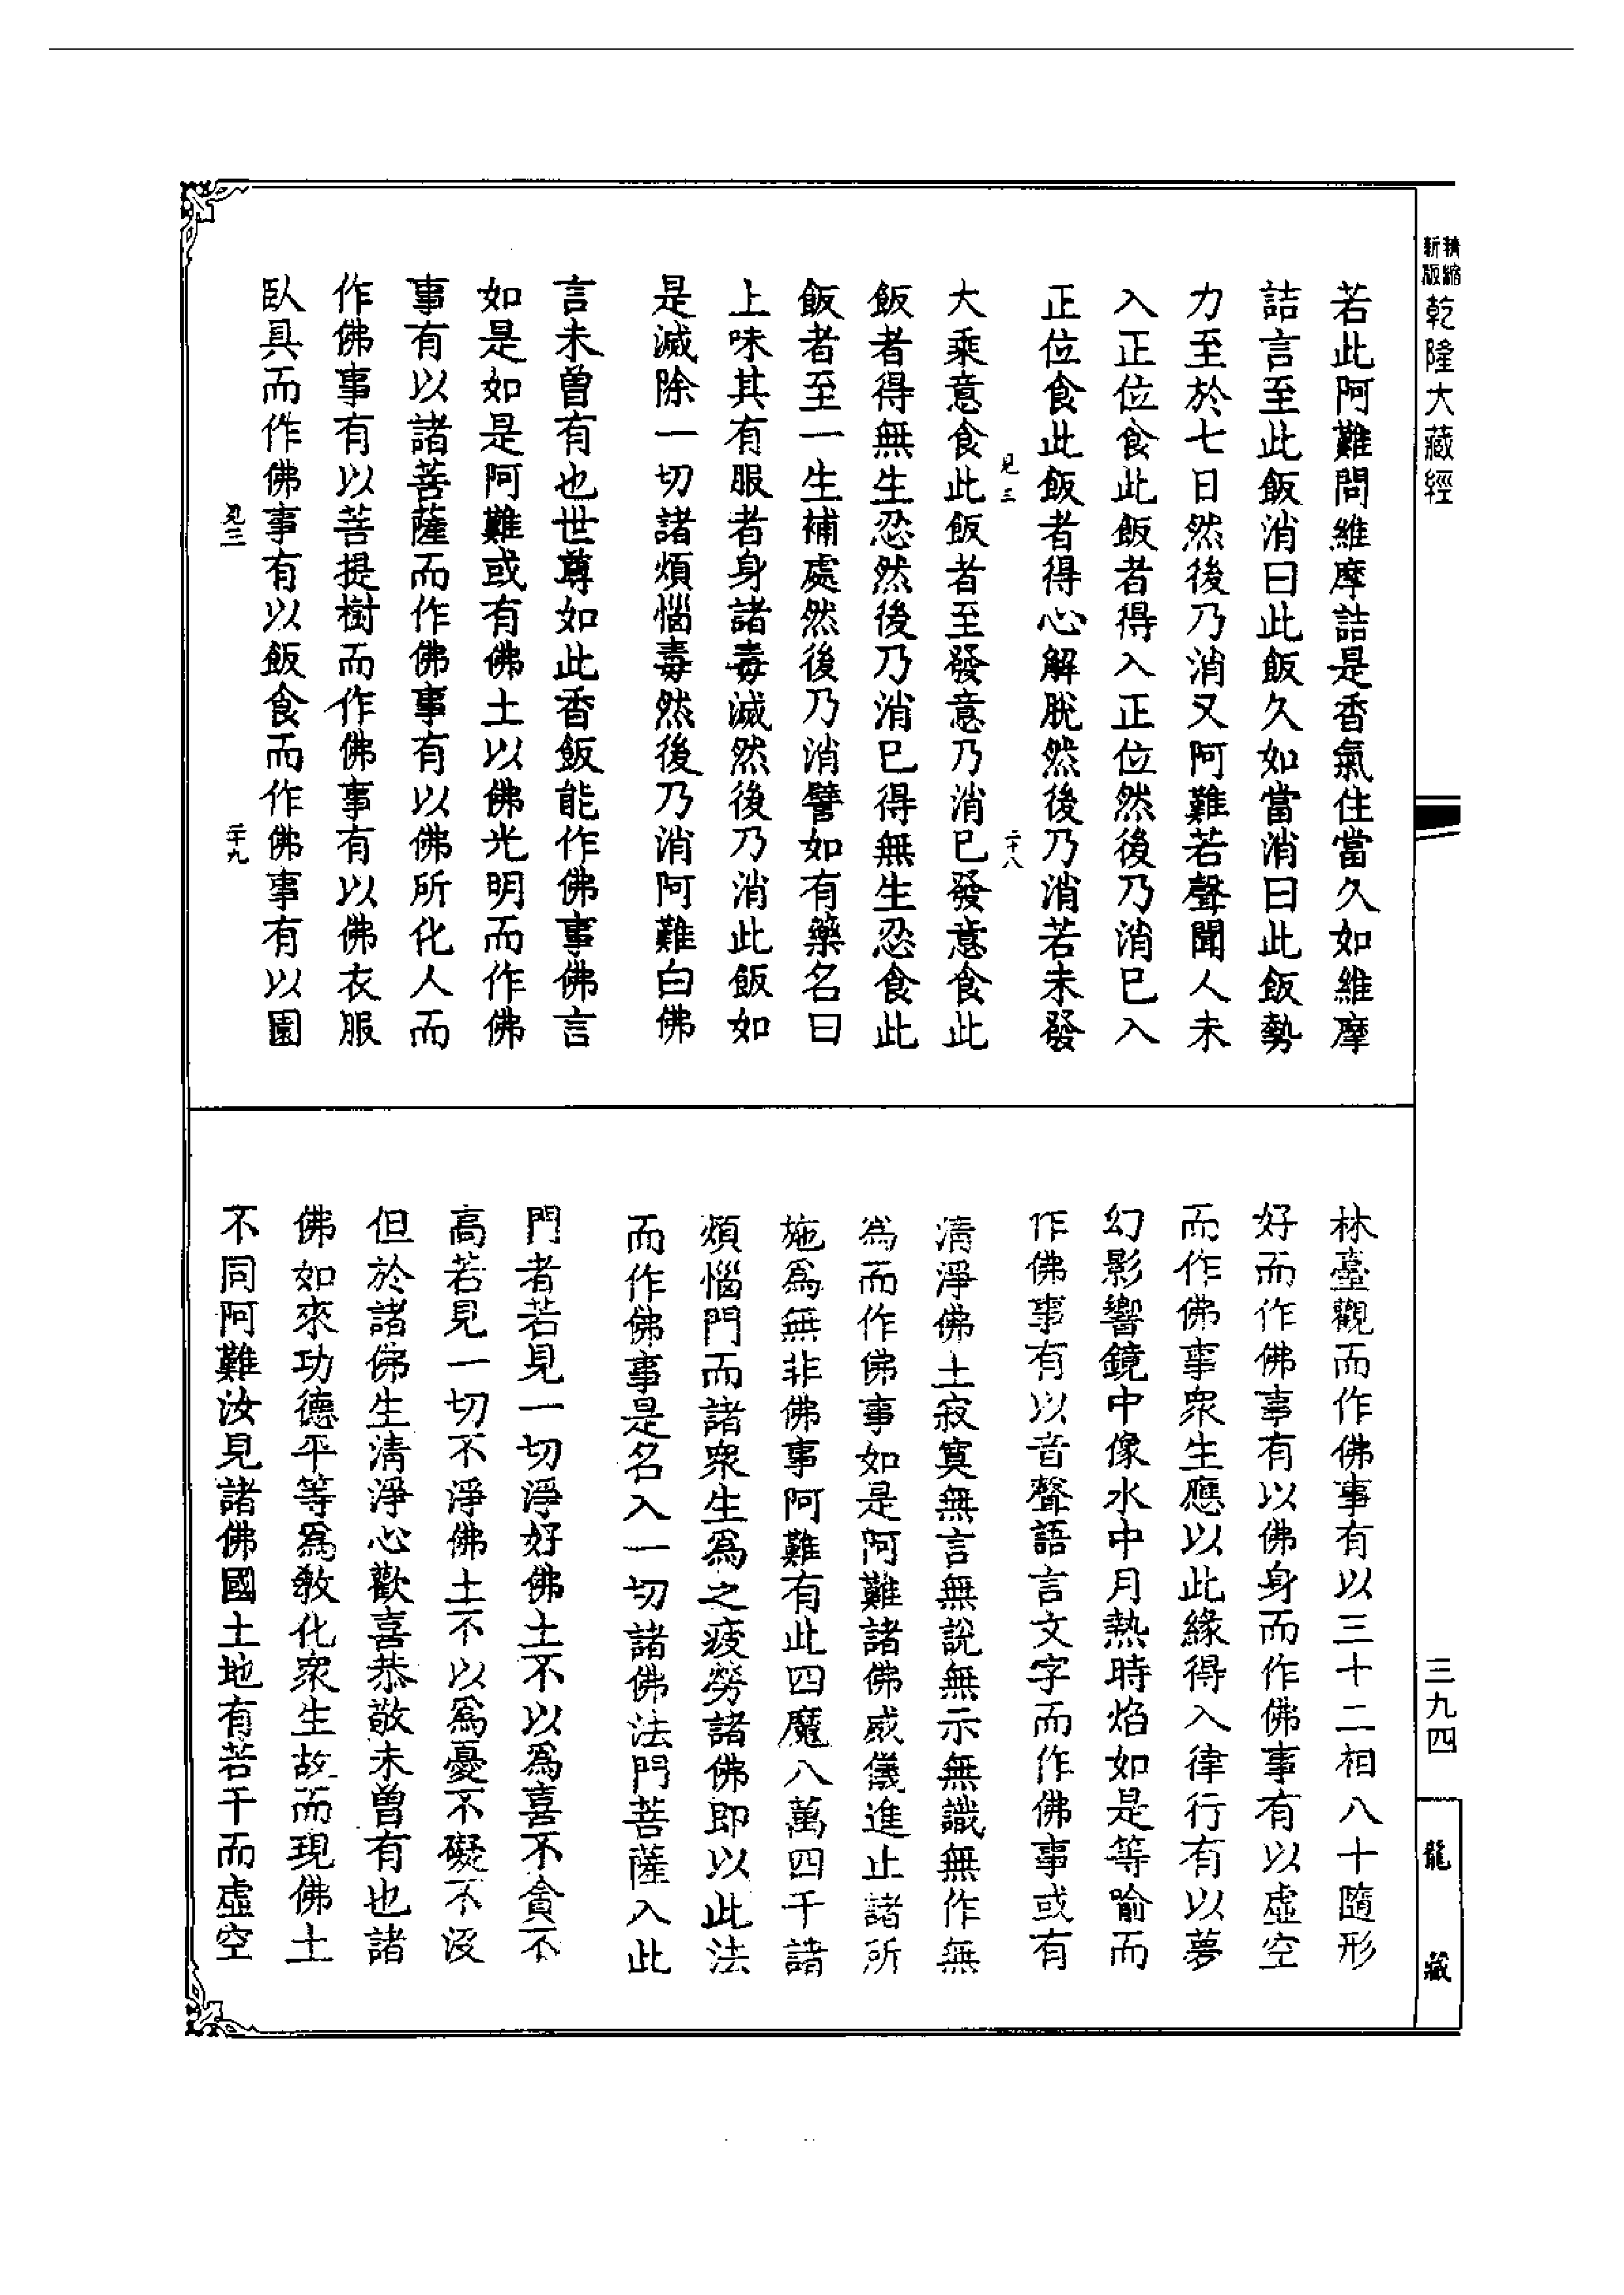 新版
精縮
乾隆大藏經
三九四
龍藏
若此阿難問維摩詰是香氣住當久如維摩
詰言至此飯消曰此飯久如當消曰此飯勢
力至於七日然後乃消又阿難若聲聞人未
入正位食此飯者得入正位然後乃消巳入
正位食此飯者得心解脫然後乃消若未發
見三
二十八
大乘意食此飯者至發意乃消巳發意食此
飯者得無生忍然後乃消巳得無生忍食此
飯者至一生補處然後乃消譬如有藥名曰
上味其有服者身諸毒滅然後乃消此飯如
是滅除一切諸煩惱毒然後乃消阿難白佛
言未曾有也世尊如此香飯能作佛事佛言
如是如是阿難或有佛土以佛光明而作佛
事有以諸菩薩而作佛事有以佛所化人而
作佛事有以菩提樹而作佛事有以佛衣服
臥具而作佛事有以飯食而作佛事有以園
見三
二十九
林臺觀而作佛事有以三十二相八十隨形
好而作佛事有以佛身而作佛事有以虛空
而作佛事衆生應以此緣得入律行有以夢
幻影響鏡中像水中月熱時焰如是等喻而
作佛事有以音聲語言文字而作佛事或有
清淨佛土寂寞無言無說無示無識無作無
為而作佛事如是阿難諸佛威儀進止諸所
施爲無非佛事阿難有此四魔八萬四千諸
煩惱門而諸衆生爲之疲勞諸佛即以此法
而作佛事是名入一切諸佛法門菩薩入此
門者若見一切淨好佛土不以爲喜不貪不
高若見一切不淨佛土不以爲憂不礙不沒
但於諸佛生清淨心歡喜恭敬未曾有也諸
佛如來功德平等爲教化衆生故而現佛土
不同阿難汝見諸佛國土地有若干而虛空